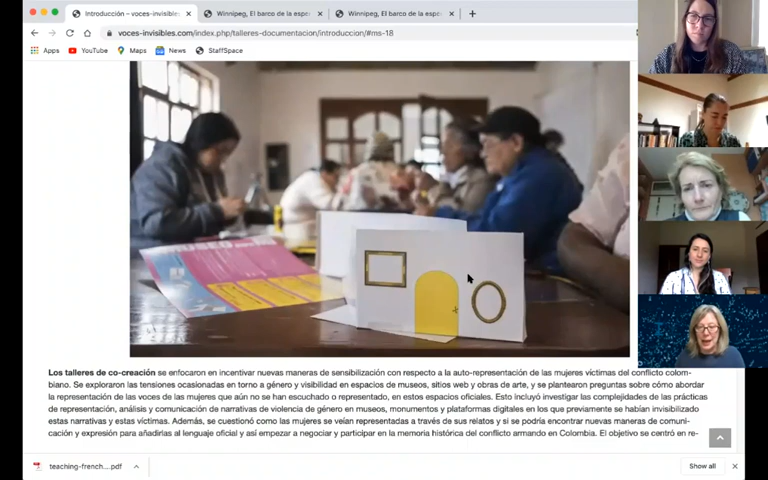 Introducción – voces-invisibles
Winnipeg, El barco de la espe
Winnipeg, El barco de la espe
voces-invisibles.com/index.php/talleres-documentacion/introduccion/#ms-18
Apps YouTube Maps News StaffSpace
Los talleres de co-creación se enfocaron en incentivar nuevas maneras de sensibilización con respecto a la auto-representación de las mujeres víctimas del conflicto colom-
biano. Se exploraron las tensiones ocasionadas en torno a género y visibilidad en espacios de museos, sitios web y obras de arte, y se plantearon preguntas sobre cómo abordar
la representación de las voces de las mujeres que aún no se han escuchado o representado, en estos espacios oficiales. Esto incluyó investigar las complejidades de las prácticas
de representación, análisis y comunicación de narrativas de violencia de género en museos, monumentos y plataformas digitales en los que previamente se habían invisibilizado
estas narrativas y estas víctimas. Además, se cuestionó como las mujeres se veían representadas a través de sus relatos y si se podría encontrar nuevas maneras de comuni-
cación y expresión para añadirlas al lenguaje oficial y así empezar a negociar y participar en la memoria histórica del conflicto armando en Colombia. El objetivo se centró en re-
teaching-french....pdf
Show all